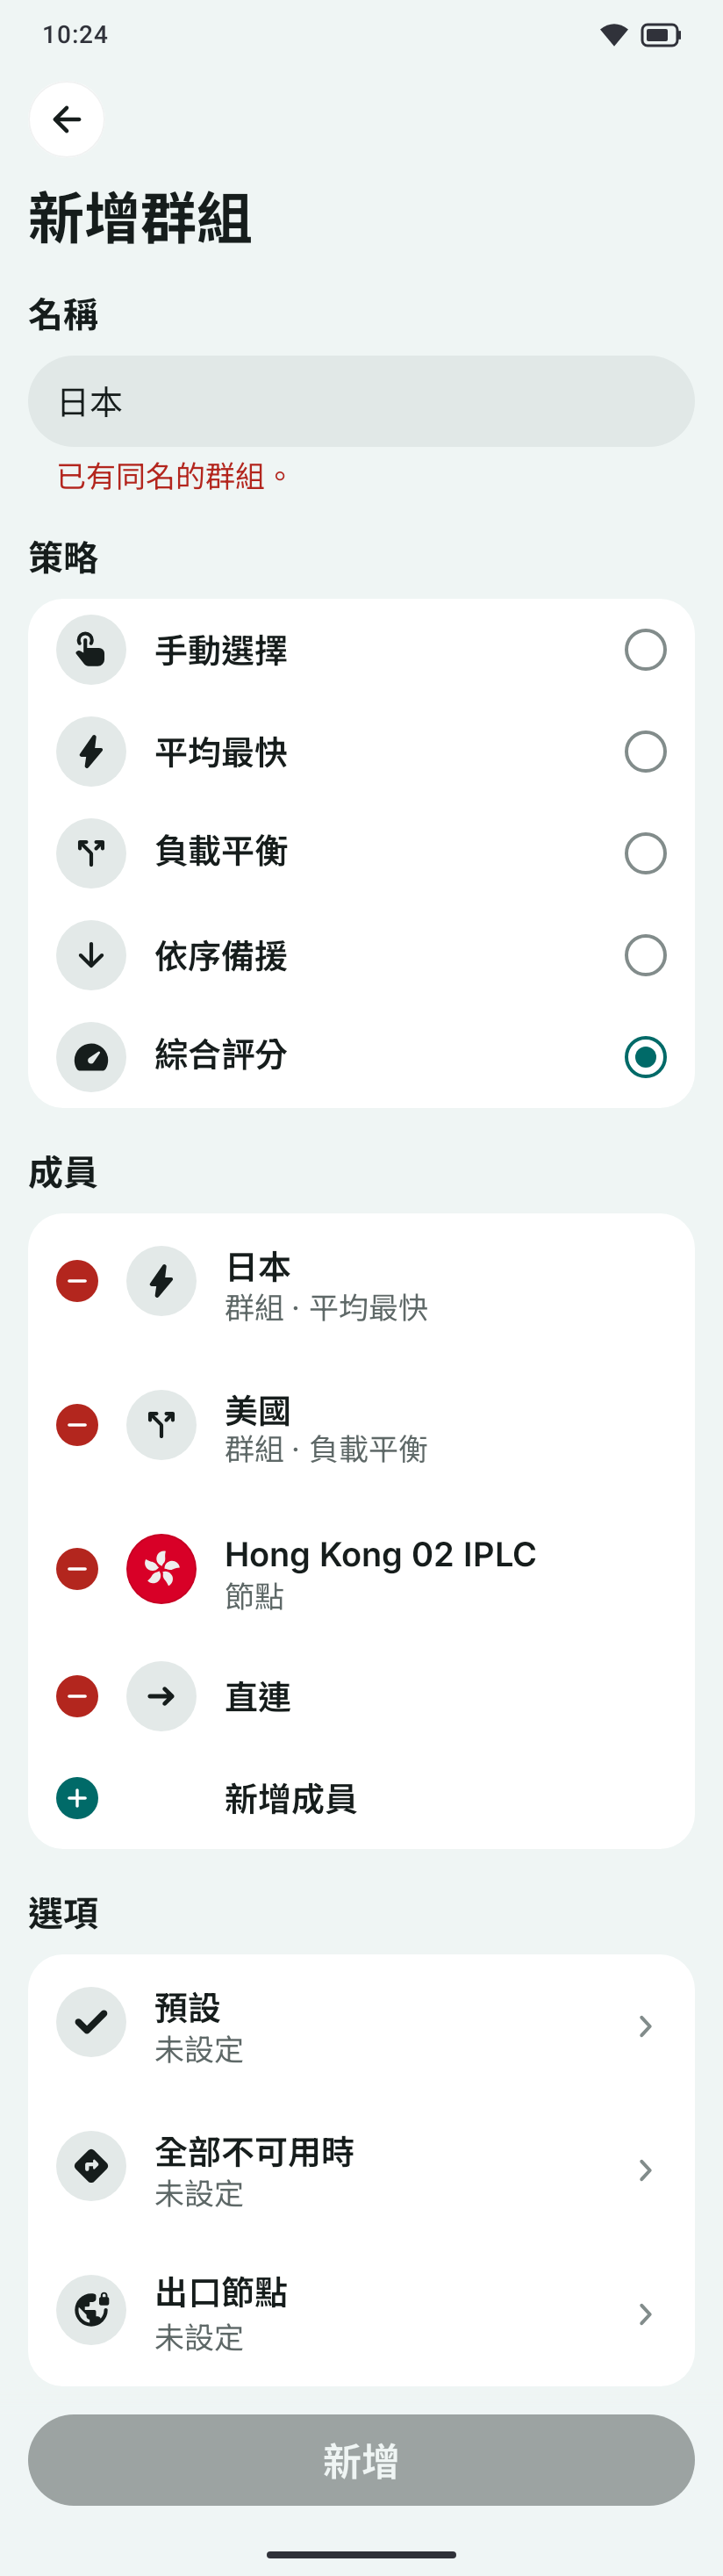 10:24
新增群組
名稱
日本
已有同名的群組。
策略
手動選擇
平均最快
負載平衡
依序備援
綜合評分
成員
日本
群組 · 平均最快
美國
群組 · 負載平衡
Hong Kong 02 IPLC
節點
直連
新增成員
選項
預設
未設定
全部不可用時
未設定
出口節點
未設定
新增